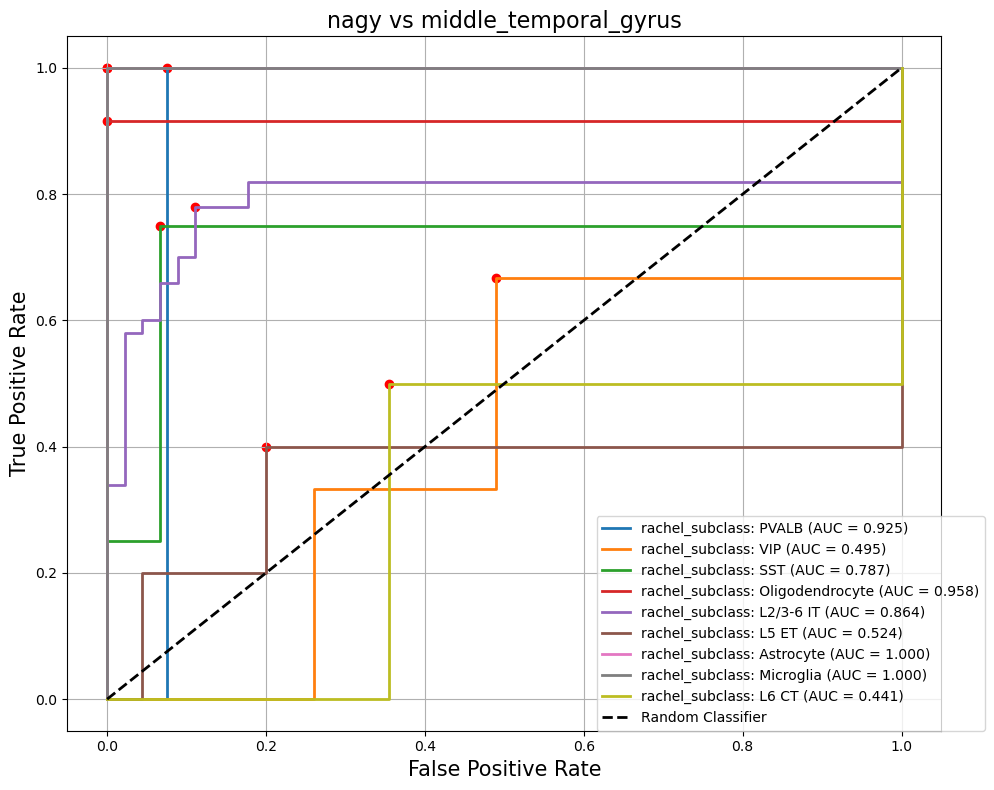 nagy vs middle_temporal_gyrus
True Positive Rate
1.0
0.8
0.6
0.4
0.2
0.0
rachel_subclass: PVALB (AUC = 0.925)
rachel_subclass: VIP (AUC = 0.495)
rachel_subclass: SST (AUC = 0.787)
rachel_subclass: Oligodendrocyte (AUC = 0.958)
rachel_subclass: L2/3-6 IT (AUC = 0.864)
rachel_subclass: L5 ET (AUC = 0.524)
rachel_subclass: Astrocyte (AUC = 1.000)
rachel_subclass: Microglia (AUC = 1.000)
rachel_subclass: L6 CT (AUC = 0.441)
Random Classifier
0.0 0.2 0.4 0.6 0.8 1.0
False Positive Rate